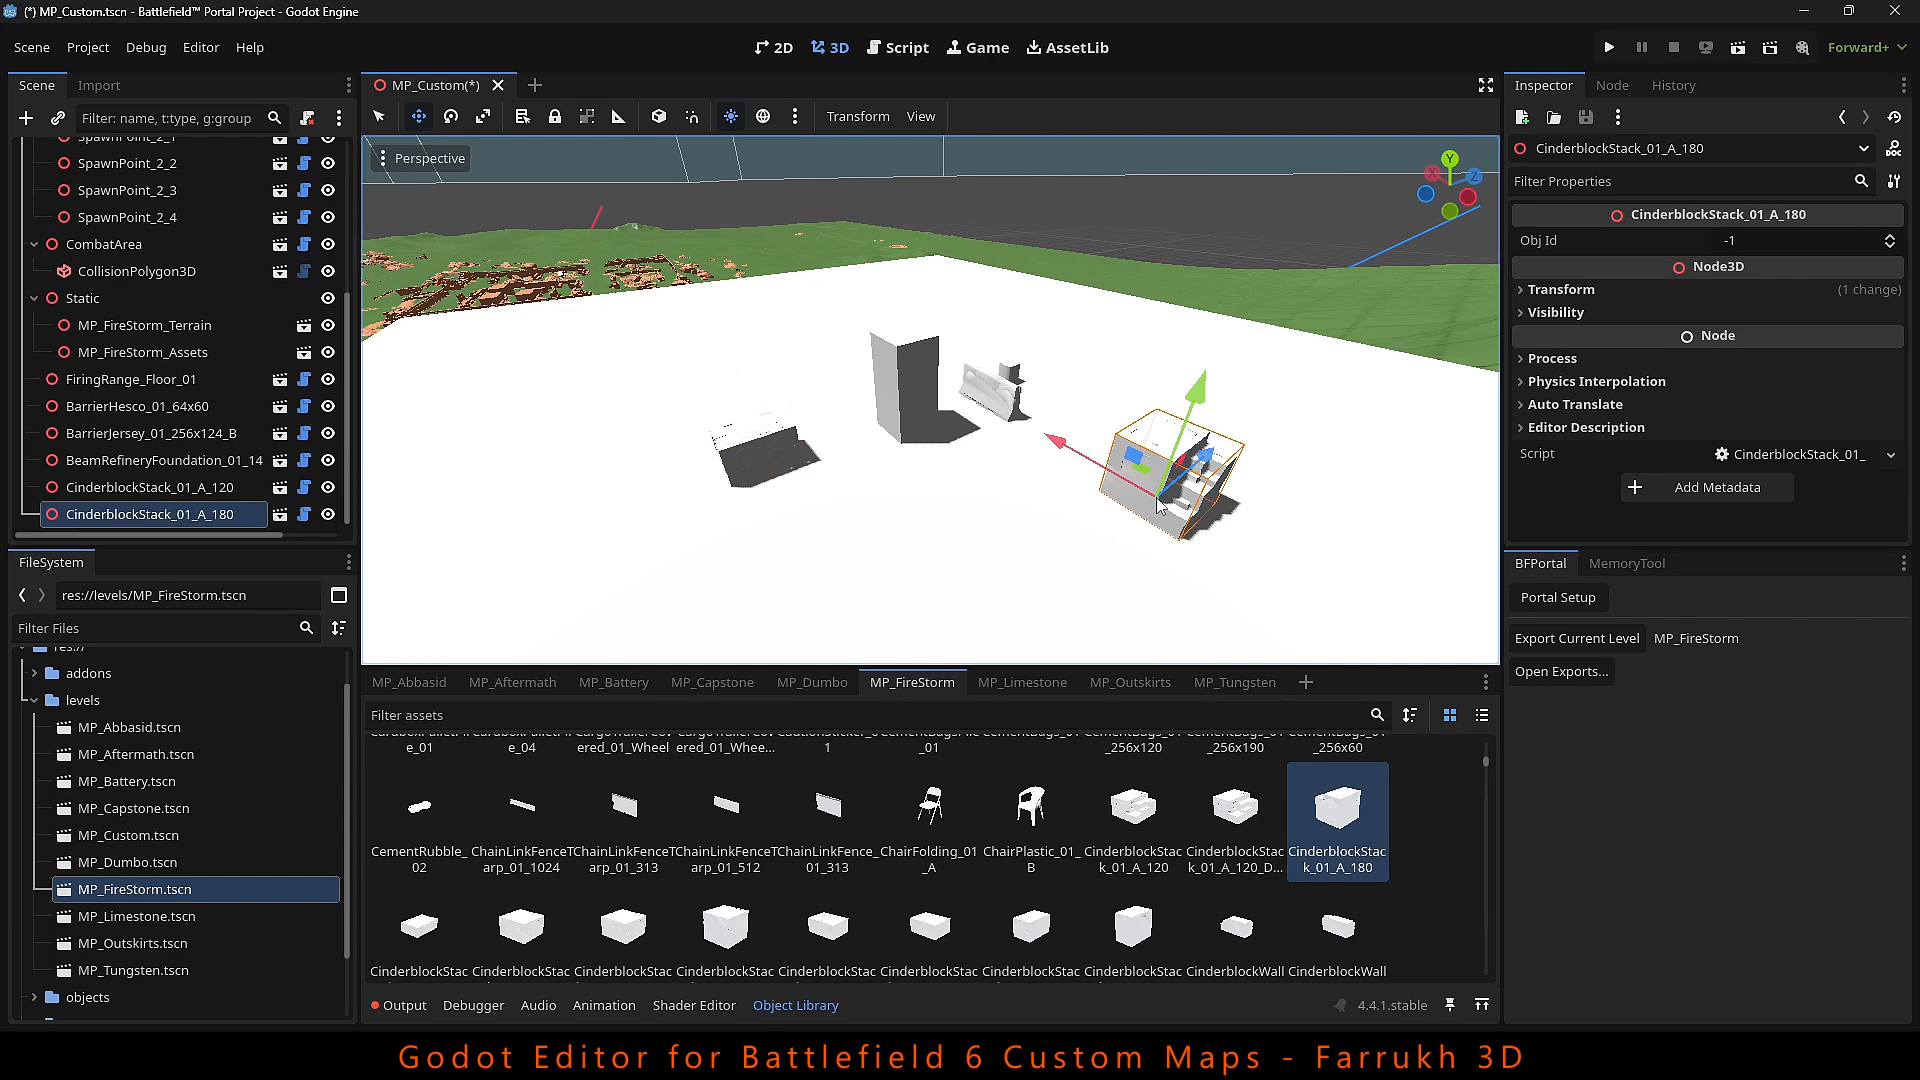 (*) MP_Custom.tscn - Battlefield™ Portal Project - Godot Engine
Scene Project Debug Editor Help
2D 3D Script Game AssetLib
Forward+
Scene Import
Filter: name, t:type, g:group
SpawnPoint_2_1
SpawnPoint_2_2
SpawnPoint_2_3
SpawnPoint_2_4
CombatArea
CollisionPolygon3D
Static
MP_FireStorm_Terrain
MP_FireStorm_Assets
FiringRange_Floor_01
BarrierHesco_01_64x60
BarrierJersey_01_256x124_B
BeamRefineryFoundation_01_14
CinderblockStack_01_A_120
CinderblockStack_01_A_180
FileSystem
res://levels/MP_FireStorm.tscn
Filter Files
res://
addons
levels
MP_Abbasid.tscn
MP_Aftermath.tscn
MP_Battery.tscn
MP_Capstone.tscn
MP_Custom.tscn
MP_Dumbo.tscn
MP_FireStorm.tscn
MP_Limestone.tscn
MP_Outskirts.tscn
MP_Tungsten.tscn
objects
MP_Custom(*)
Transform View
Perspective
Y
X
Z
MP_Abbasid MP_Aftermath MP_Battery MP_Capstone MP_Dumbo MP_FireStorm MP_Limestone MP_Outskirts MP_Tungsten
Filter assets
e_01 e_04 ered_01_Wheel ered_01_Whee... 1 _01 _256x120 _256x190 _256x60
CementRubble_ ChainLinkFenceT ChainLinkFenceT ChainLinkFenceT ChainLinkFence_ ChairFolding_01 ChairPlastic_01_ CinderblockStac CinderblockStac CinderblockStac
02 arp_01_1024 arp_01_313 arp_01_512 01_313 _A B k_01_A_120 k_01_A_120_D... k_01_A_180
CinderblockStac CinderblockStac CinderblockStac CinderblockStac CinderblockStac CinderblockStac CinderblockStac CinderblockStac CinderblockWall CinderblockWall
Output Debugger Audio Animation Shader Editor Object Library
4.4.1.stable
Inspector Node History
CinderblockStack_01_A_180
Filter Properties
CinderblockStack_01_A_180
Obj Id -1
Node3D
Transform (1 change)
Visibility
Node
Process
Physics Interpolation
Auto Translate
Editor Description
Script CinderblockStack_01_
Add Metadata
BFPortal MemoryTool
Portal Setup
Export Current Level MP_FireStorm
Open Exports...
Godot Editor for Battlefield 6 Custom Maps - Farrukh 3D